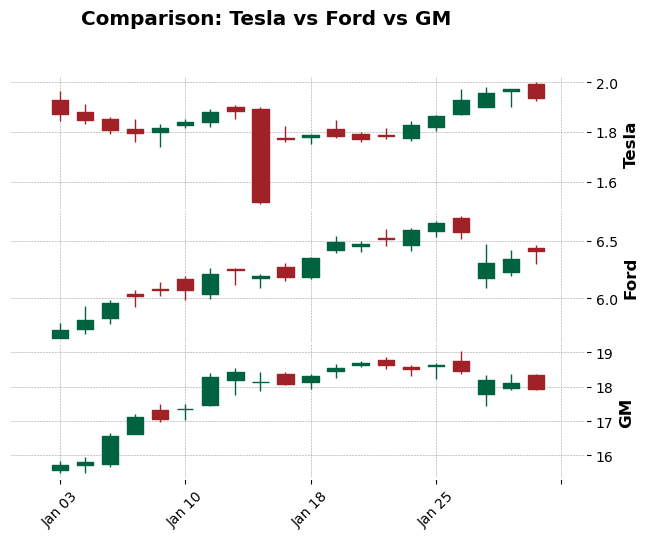 Comparison: Tesla vs Ford vs GM
2.0
1.8
1.6
Tesla
6.5
6.0
Ford
19
18
17
16
GM
Jan 03
Jan 10
Jan 18
Jan 25